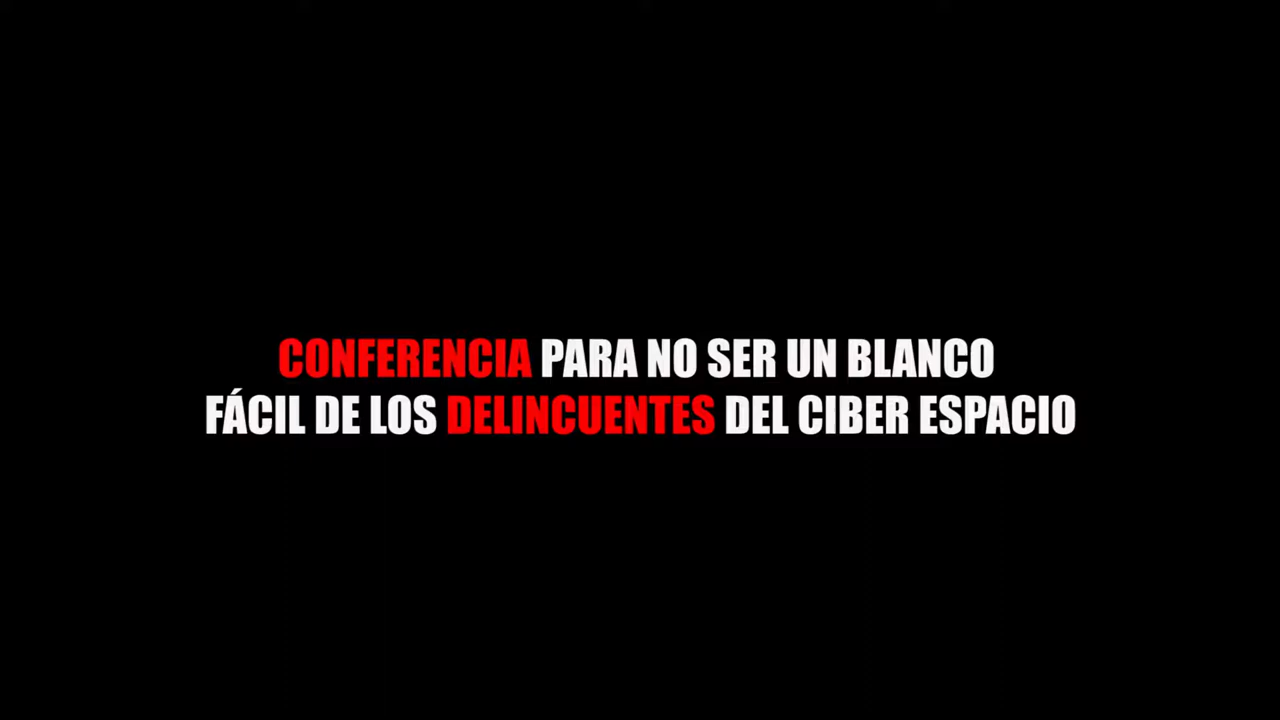 CONFERENCIA PARA NO SER UN BLANCO
FÁCIL DE LOS DELINCUENTES DEL CIBER ESPACIO